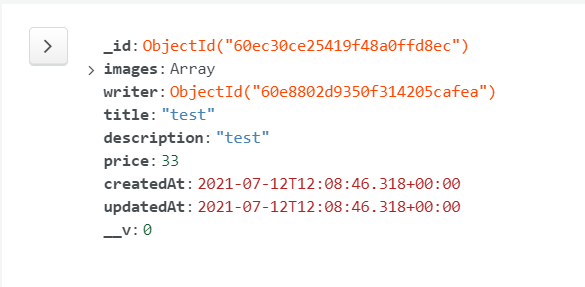 _id: ObjectId("60ec30ce25419f48a0ffd8ec")
images: Array
writer: ObjectId("60e8802d9350f314205cafea")
title: "test"
description: "test"
price: 33
createdAt: 2021-07-12T12:08:46.318+00:00
updatedAt: 2021-07-12T12:08:46.318+00:00
__v: 0